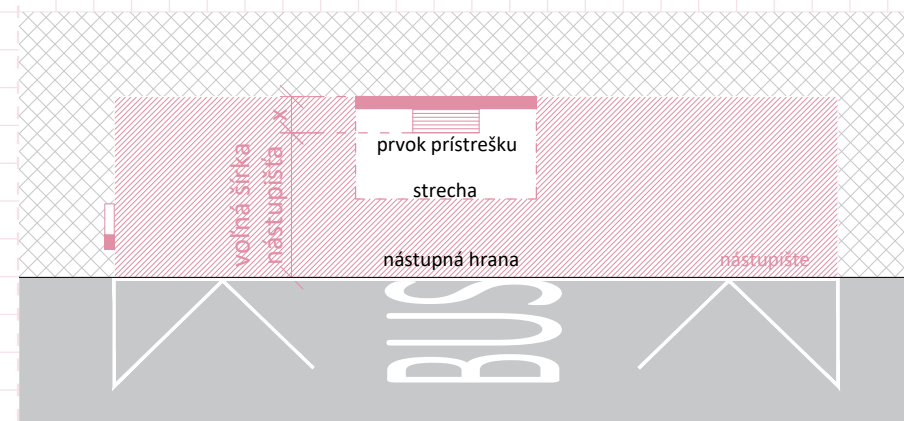 x
prvok prístrešku
strecha
voľná šírka
nástupišťa
nástupná hrana
nástupište
BUS